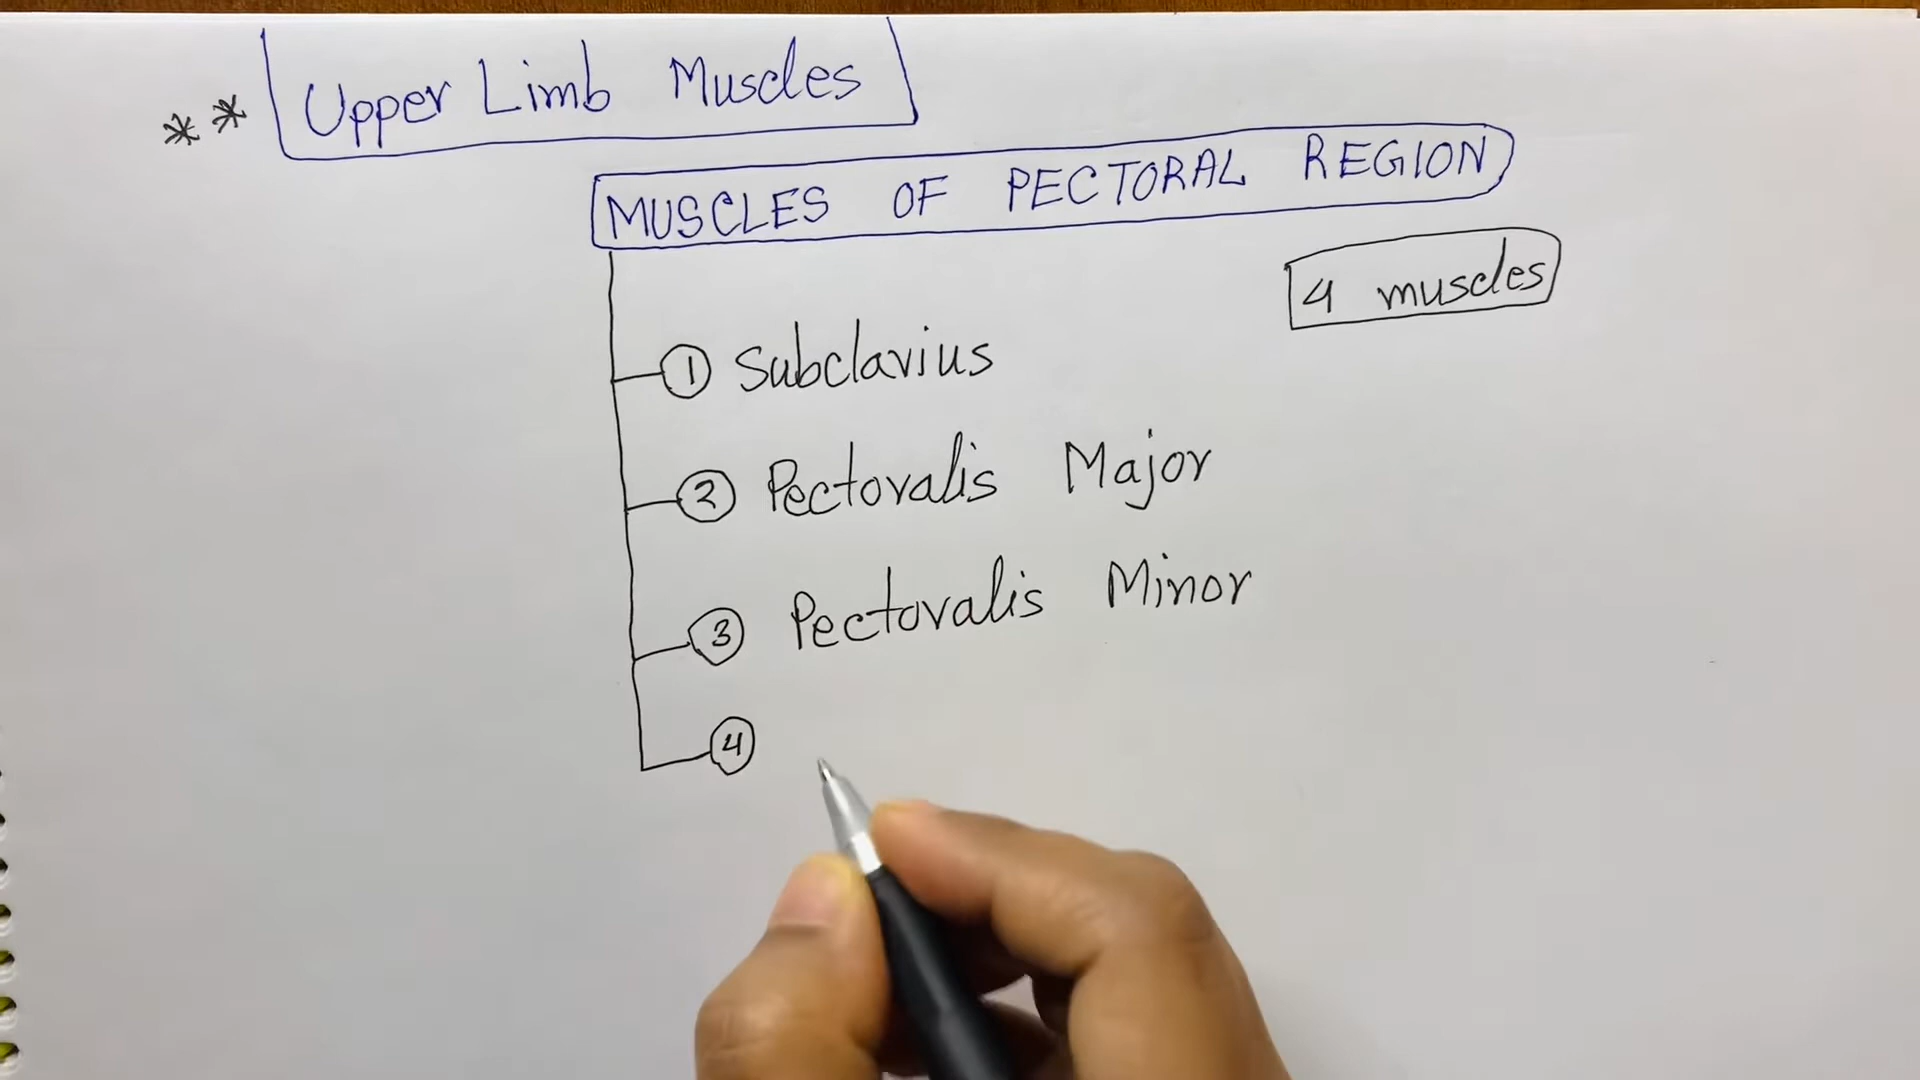 ** Upper Limb Muscles
MUSCLES OF PECTORAL REGION
4 muscles
1 Subclavius
2 Pectoralis Major
3 Pectoralis Minor
4